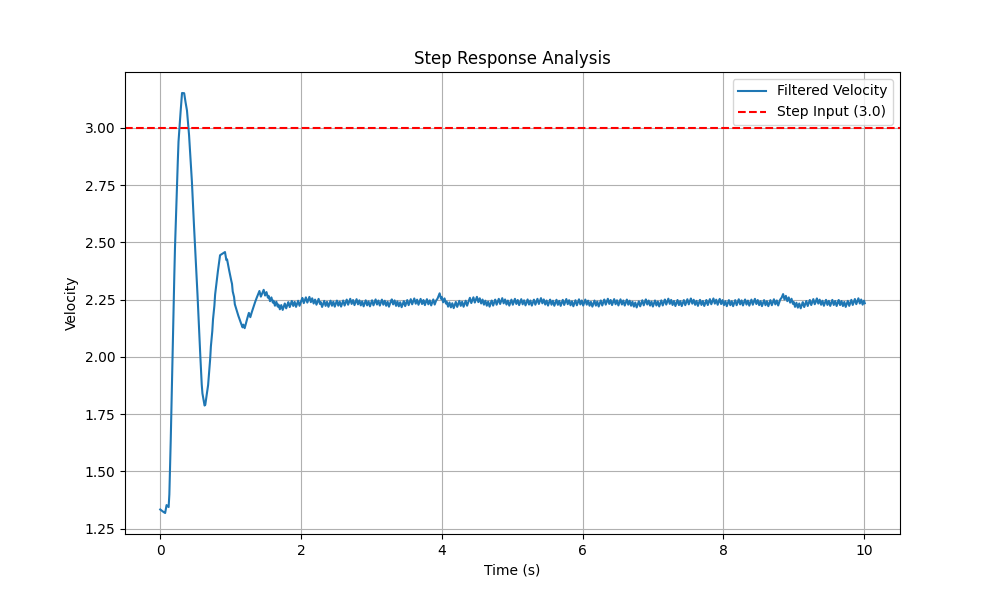 Step Response Analysis
Filtered Velocity
Step Input (3.0)
Velocity
3.00
2.75
2.50
2.25
2.00
1.75
1.50
1.25
0 2 4 6 8 10
Time (s)